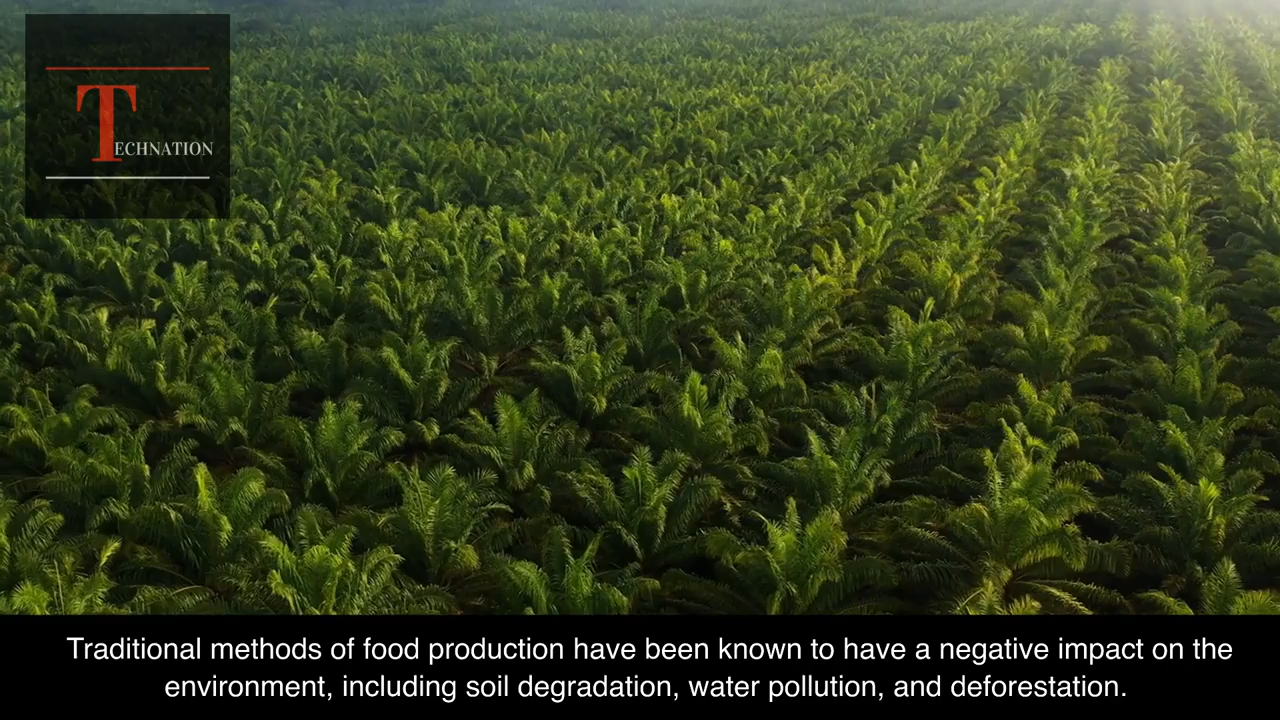 TECHNATION
Traditional methods of food production have been known to have a negative impact on the
environment, including soil degradation, water pollution, and deforestation.